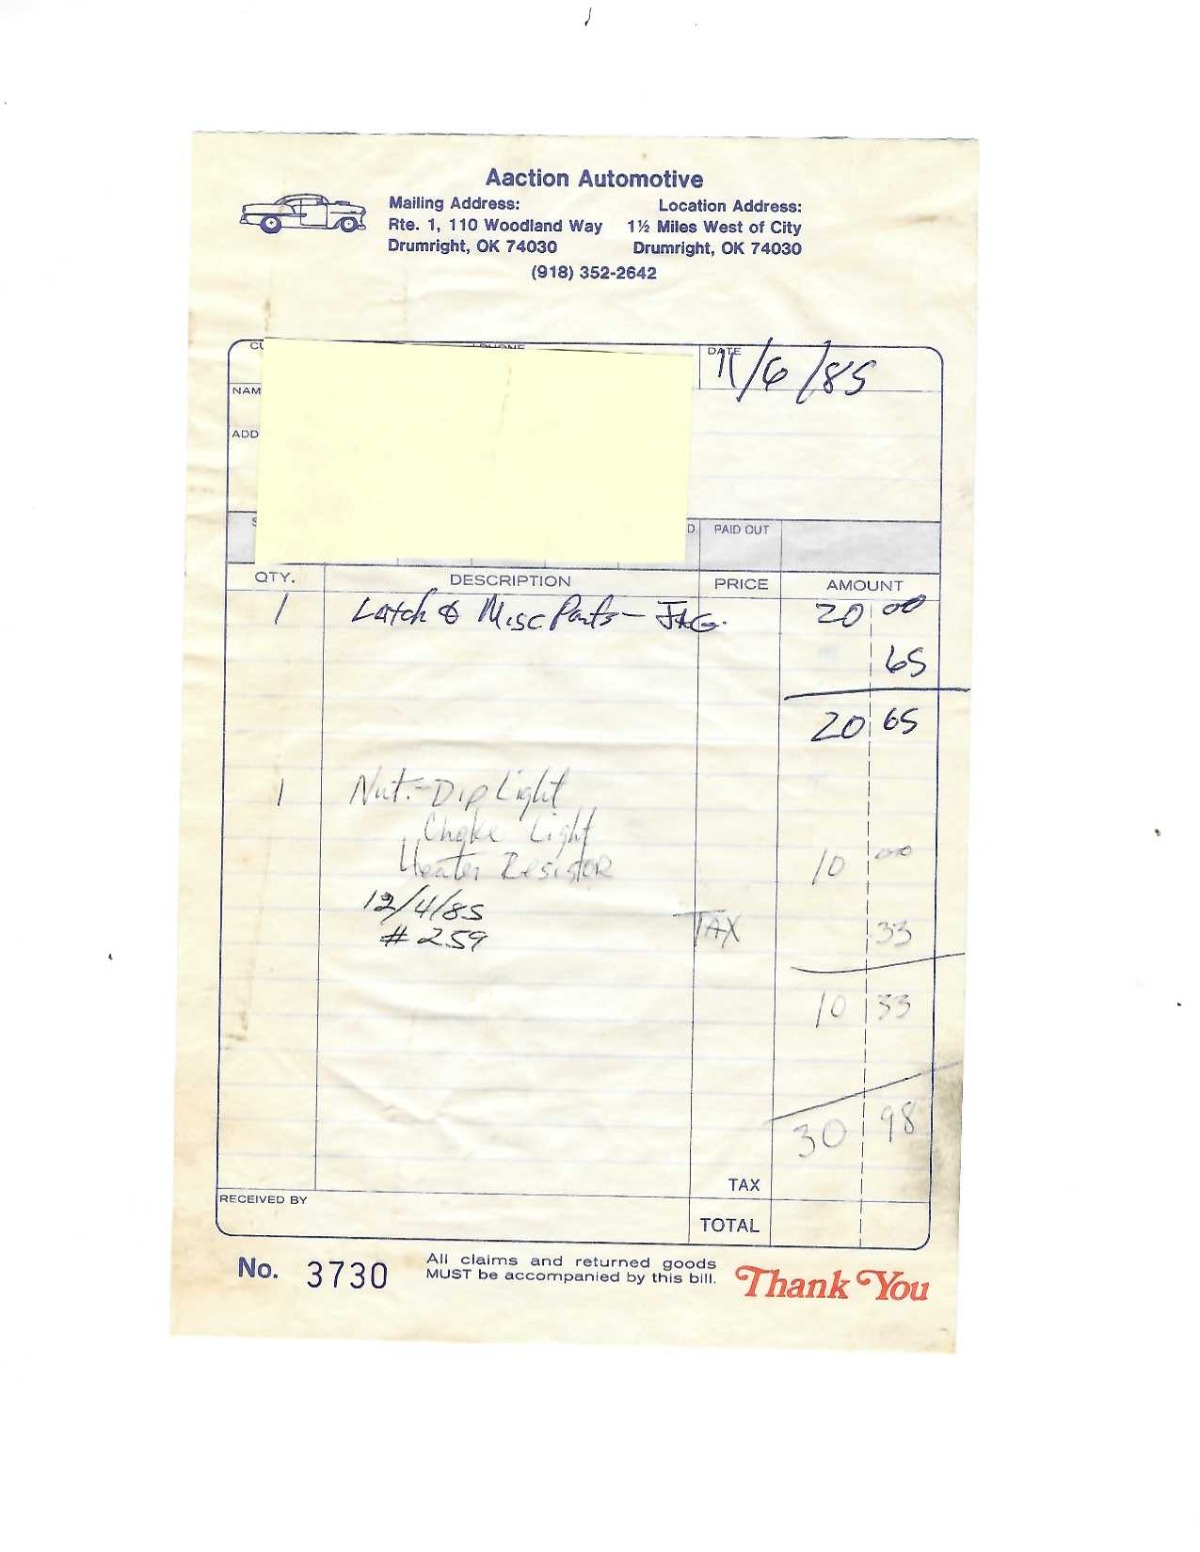 Aaction Automotive
Mailing Address:
Rte. 1, 110 Woodland Way
Drumright, OK 74030
Location Address:
1½ Miles West of City
Drumright, OK 74030
(918) 352-2642
DATE
11/6/85
NAM
ADD
PAID OUT
QTY. DESCRIPTION PRICE AMOUNT
1 Latch & Misc Parts - JAG. 20 00
65
20 65
1 Nut.-Dip Light
Choke Light
Heater Resistor 10 00
12/4/85
TAX 33
# 259
10 33
30 98
TAX
RECEIVED BY
TOTAL
No. 3730
All claims and returned goods
MUST be accompanied by this bill.
Thank You